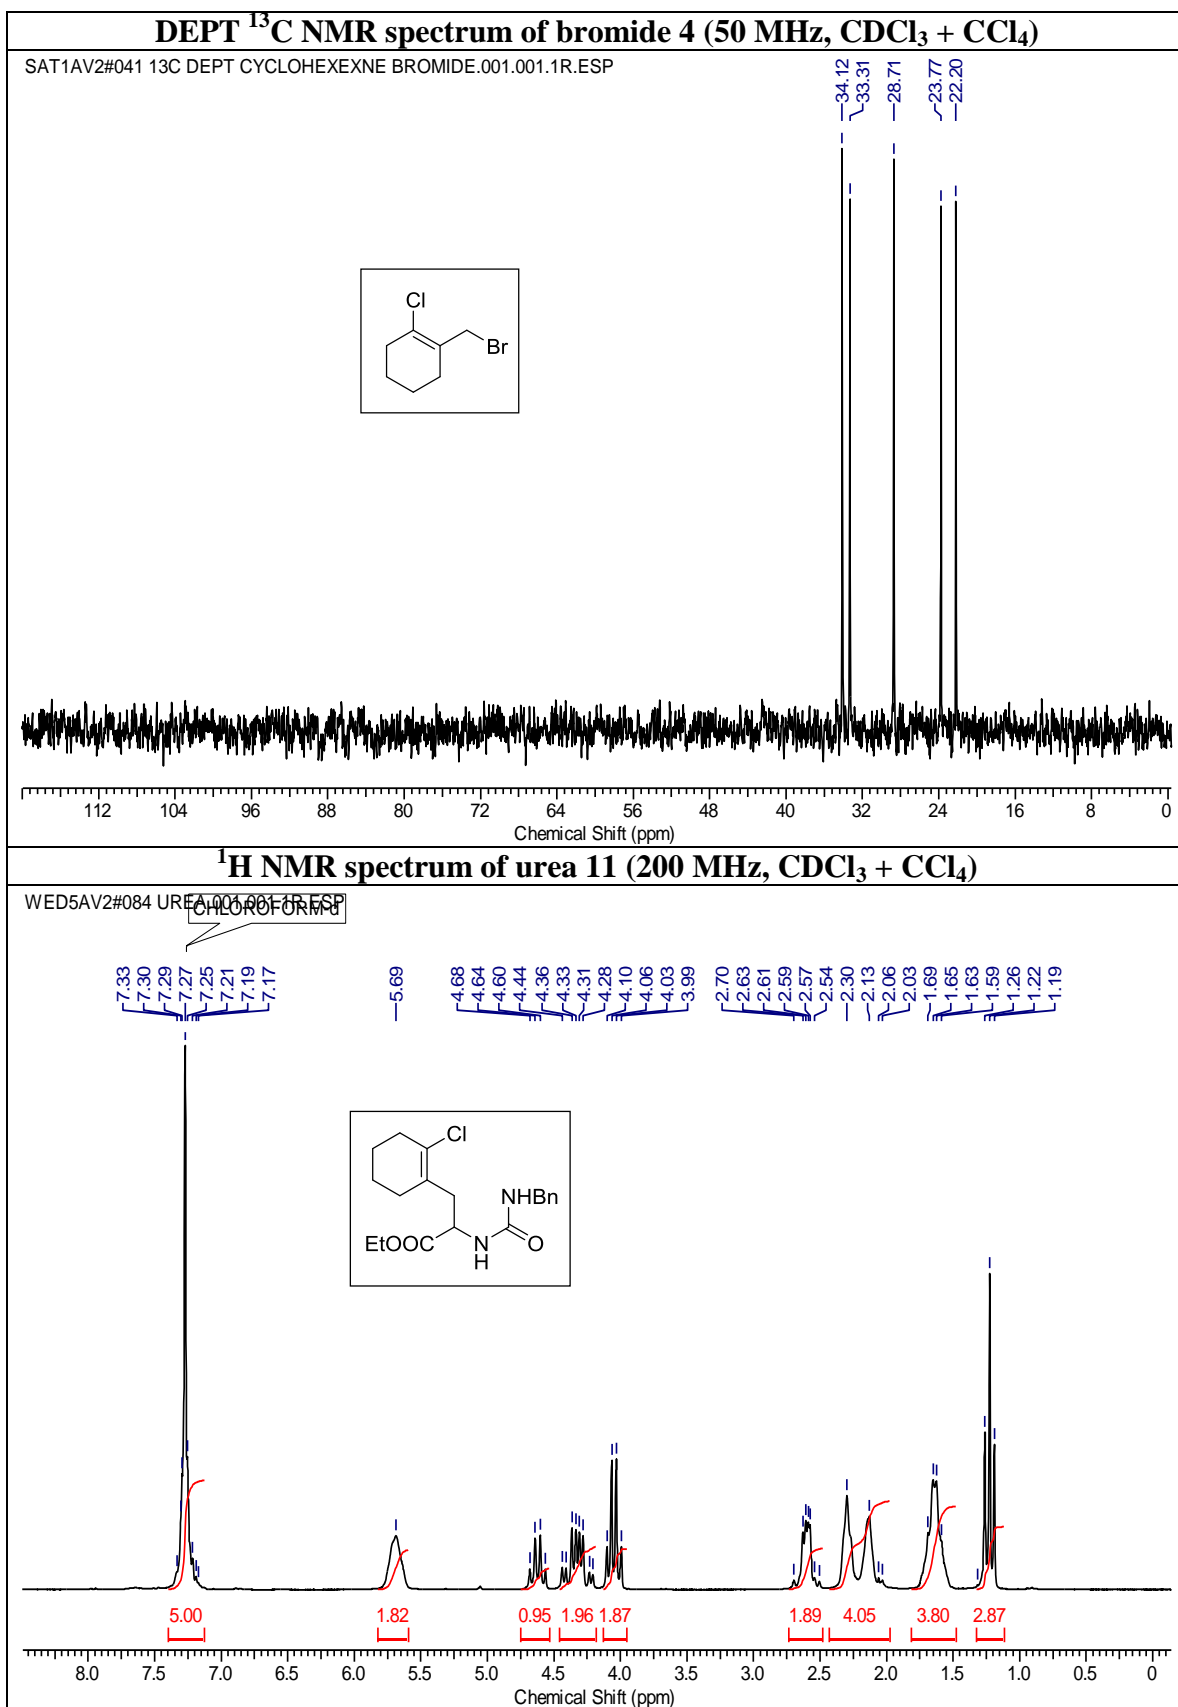 DEPT ¹³C NMR spectrum of bromide 4 (50 MHz, CDCl₃ + CCl₄)
SAT1AV2#041 13C DEPT CYCLOHEXEXNE BROMIDE.001.001.1R.ESP
34.12 33.31 28.71 23.77 22.20
Cl
Br
112 104 96 88 80 72 64 56 48 40 32 24 16 8 0
Chemical Shift (ppm)
¹H NMR spectrum of urea 11 (200 MHz, CDCl₃ + CCl₄)
WED5AV2#084 UREA.001.001.1R.ESP
CHLOROFORM-d
7.33 7.30 7.29 7.27 7.25 7.21 7.19 7.17 5.69 4.68 4.64 4.60 4.44 4.36 4.33 4.31 4.28 4.10 4.06 4.03 3.99 2.70 2.63 2.61 2.59 2.57 2.54 2.30 2.13 2.06 2.03 1.69 1.65 1.63 1.59 1.26 1.22 1.19
Cl
NHBn
EtOOC N O
H
5.00 1.82 0.95 1.96 1.87 1.89 4.05 3.80 2.87
8.0 7.5 7.0 6.5 6.0 5.5 5.0 4.5 4.0 3.5 3.0 2.5 2.0 1.5 1.0 0.5 0
Chemical Shift (ppm)